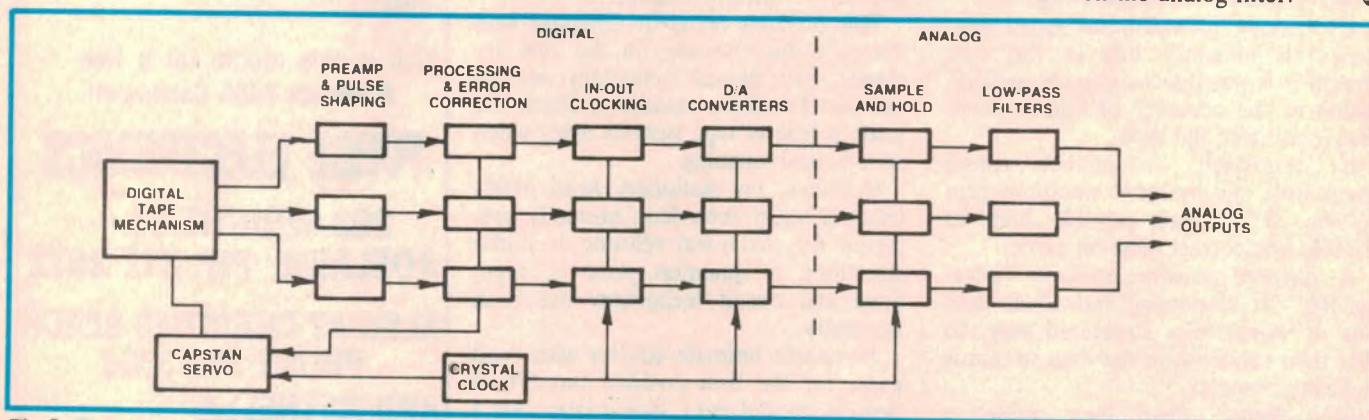 DIGITAL
ANALOG
PREAMP
& PULSE
SHAPING
PROCESSING
& ERROR
CORRECTION
IN-OUT
CLOCKING
D/A
CONVERTERS
SAMPLE
AND HOLD
LOW-PASS
FILTERS
DIGITAL
TAPE
MECHANISM
ANALOG
OUTPUTS
CAPSTAN
SERVO
CRYSTAL
CLOCK